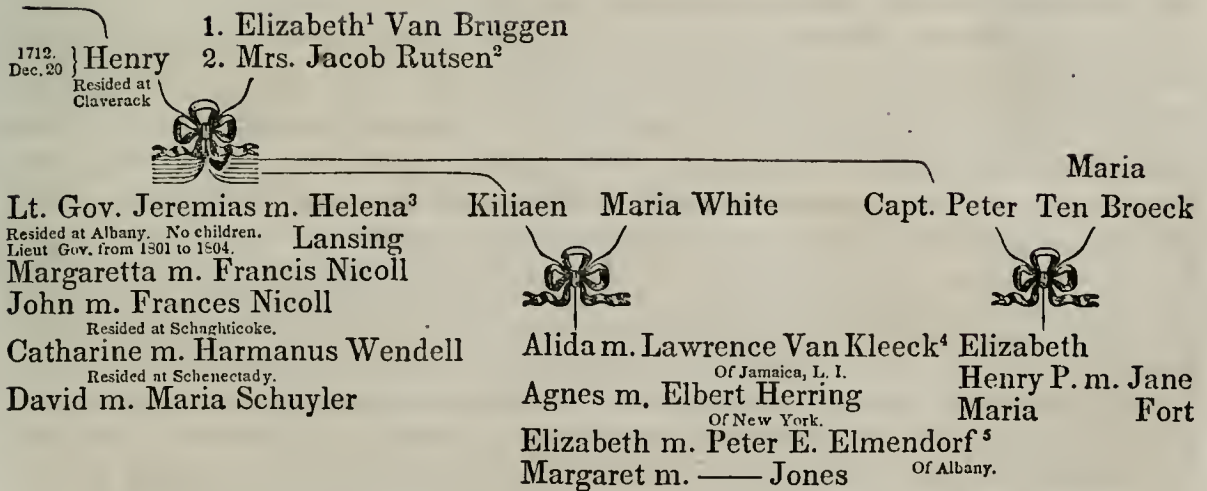 1. Elizabeth¹ Van Bruggen
1712. Dec. 20 } Henry 2. Mrs. Jacob Rutsen²
Resided at
Claverack
Maria
Lt. Gov. Jeremias m. Helena³ Kiliaen Maria White Capt. Peter Ten Broeck
Resided at Albany. No children. Lansing
Lieut Gov. from 1801 to 1804.
Margaretta m. Francis Nicoll
John m. Frances Nicoll
Resided at Schaghticoke.
Catharine m. Harmanus Wendell
Resided at Schenectady.
David m. Maria Schuyler
Alida m. Lawrence Van Kleeck⁴
Of Jamaica, L. I.
Agnes m. Elbert Herring
Of New York.
Elizabeth m. Peter E. Elmendorf⁵
Of Albany.
Margaret m. —— Jones
Elizabeth
Henry P. m. Jane
Maria Fort